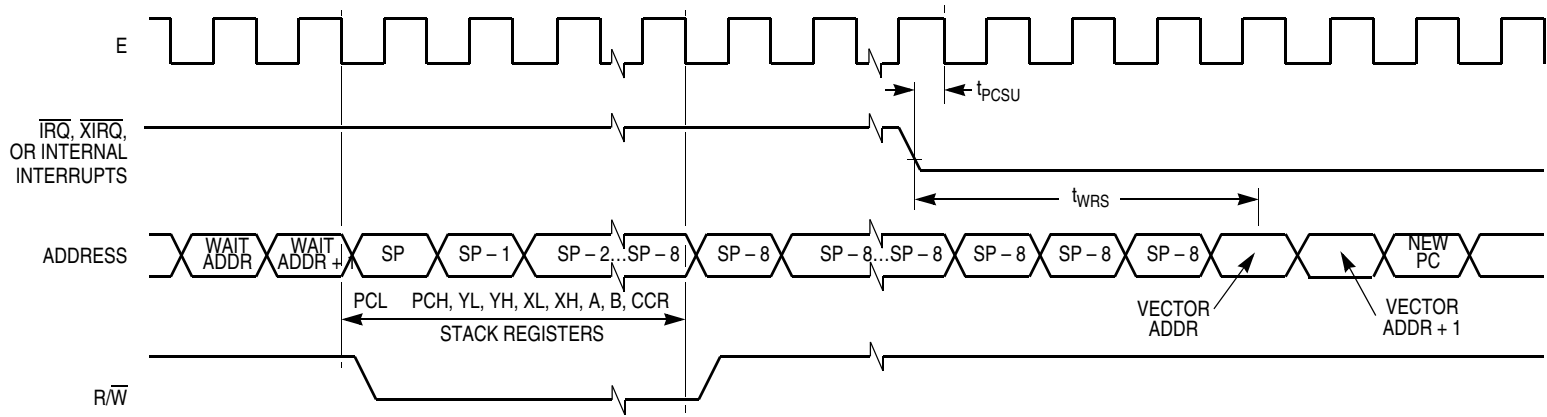 E
tPCSU
IRQ, XIRQ,
OR INTERNAL
INTERRUPTS
tWRS
ADDRESS
WAIT
ADDR
WAIT
ADDR + 1
SP
SP – 1
SP – 2...SP – 8
SP – 8
SP – 8...SP – 8
SP – 8
SP – 8
SP – 8
NEW
PC
PCL
PCH, YL, YH, XL, XH, A, B, CCR
STACK REGISTERS
VECTOR
ADDR
VECTOR
ADDR + 1
R/W